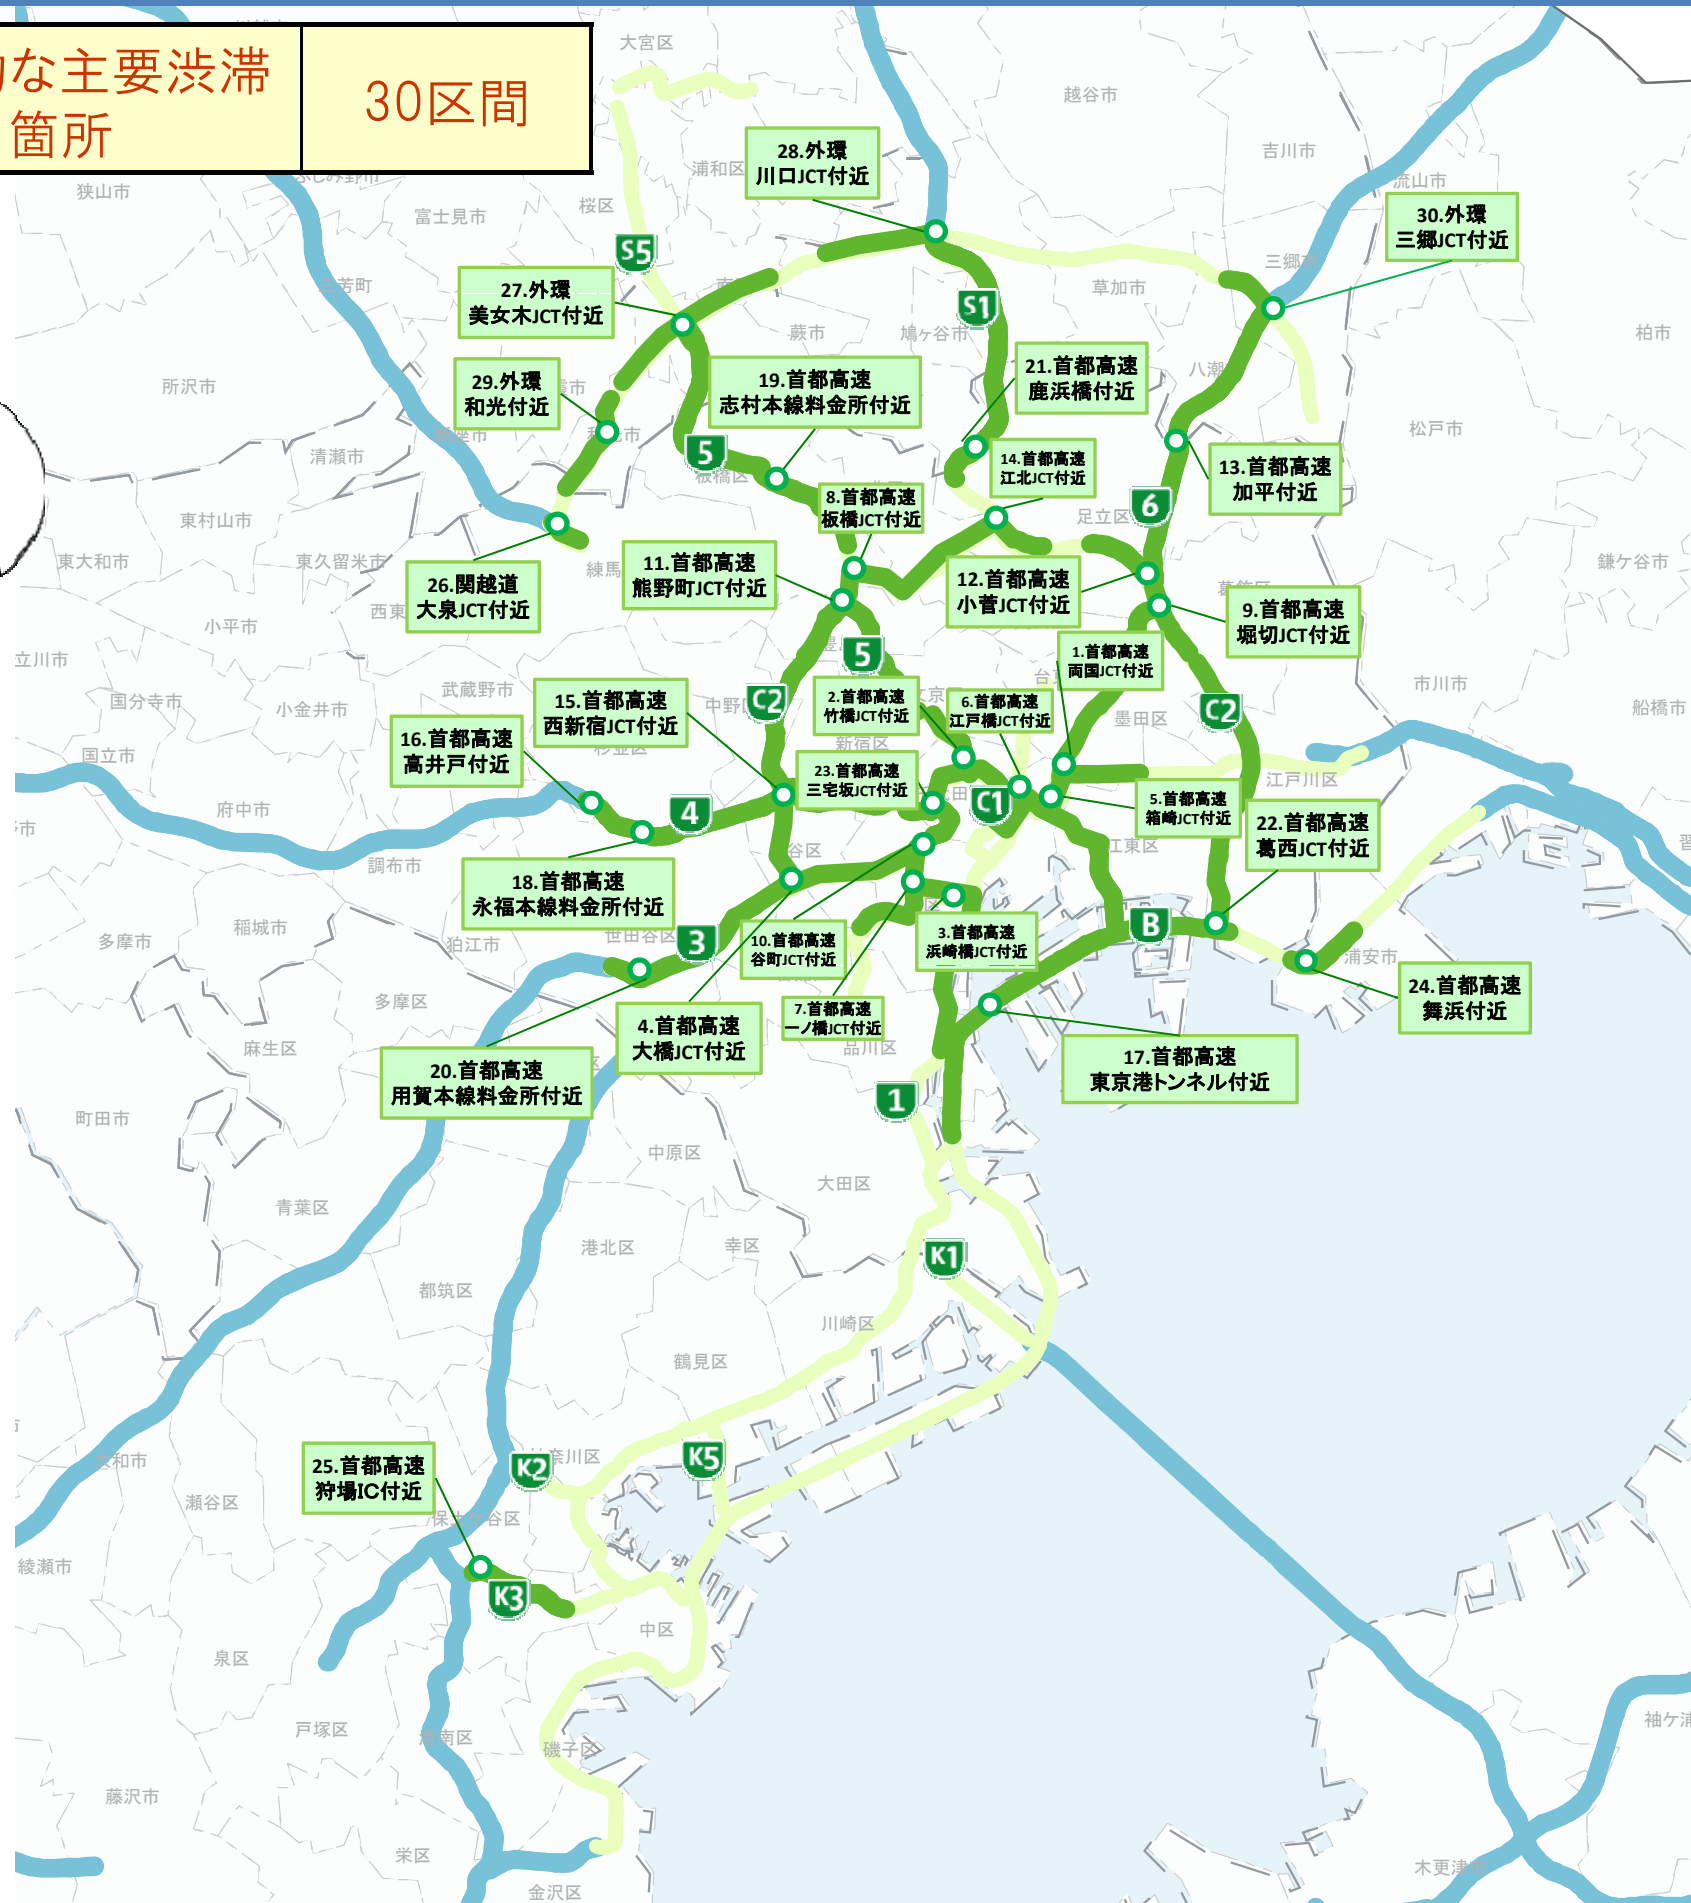 的な主要渋滞
箇所
30区間
大宮区
越谷市
吉川市
流山市
浦和区
狭山市
富士見市
桜区
28.外環
川口JCT付近
30.外環
三郷JCT付近
S5
三郷市
27.外環
美女木JCT付近
三芳町
草加市
S1
蕨市
鳩ヶ谷市
柏市
29.外環
和光付近
19.首都高速
志村本線料金所付近
21.首都高速
鹿浜橋付近
八潮
所沢市
松戸市
清瀬市
5
板橋区
14.首都高速
江北JCT付近
13.首都高速
加平付近
8.首都高速
板橋JCT付近
6
足立区
東村山市
東大和市
東久留米市
練馬
鎌ケ谷市
26.関越道
大泉JCT付近
11.首都高速
熊野町JCT付近
12.首都高速
小菅JCT付近
9.首都高速
堀切JCT付近
西東
小平市
5
1.首都高速
両国JCT付近
立川市
国分寺市
小金井市
武蔵野市
15.首都高速
西新宿JCT付近
中野
C2
2.首都高速
竹橋JCT付近
6.首都高速
江戸橋JCT付近
墨田区
C2
市川市
船橋市
16.首都高速
高井戸付近
国立市
新宿区
23.首都高速
三宅坂JCT付近
C1
江戸川区
5.首都高速
箱崎JCT付近
22.首都高速
葛西JCT付近
4
府中市
調布市
谷区
江東区
18.首都高速
永福本線料金所付近
稲城市
多摩市
狛江市
世田谷区
3
10.首都高速
谷町JCT付近
3.首都高速
浜崎橋JCT付近
B
浦安市
24.首都高速
舞浜付近
多摩区
4.首都高速
大橋JCT付近
7.首都高速
一ノ橋JCT付近
品川区
17.首都高速
東京港トンネル付近
麻生区
20.首都高速
用賀本線料金所付近
1
町田市
中原区
大田区
青葉区
港北区
幸区
K1
都筑区
川崎区
鶴見区
25.首都高速
狩場IC付近
K2
神奈川区
K5
瀬谷区
保土ケ谷区
綾瀬市
K3
中区
泉区
戸塚区
港南区
磯子区
袖ケ浦
藤沢市
栄区
木更津市
金沢区